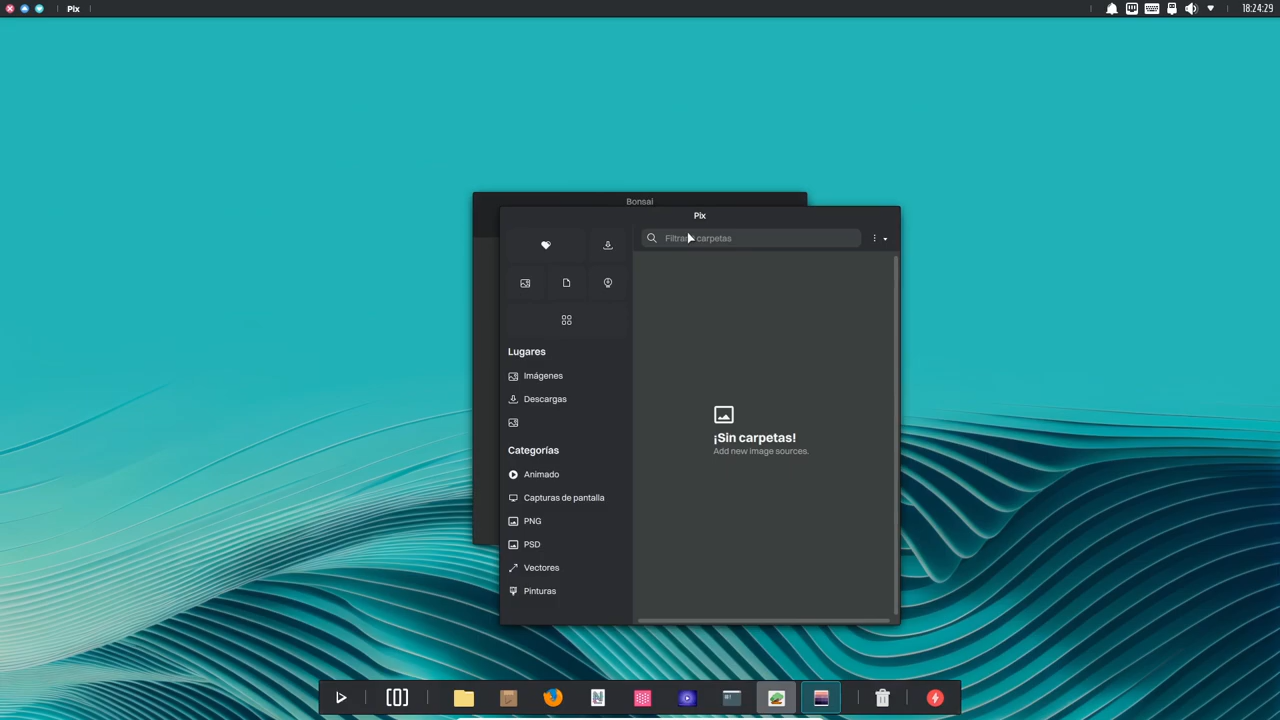 Pix
18:24:29
Bonsai
Pix
Filtrar carpetas
Lugares
Imágenes
Descargas
Categorías
Animado
Capturas de pantalla
PNG
PSD
Vectores
Pinturas
¡Sin carpetas!
Add new image sources.